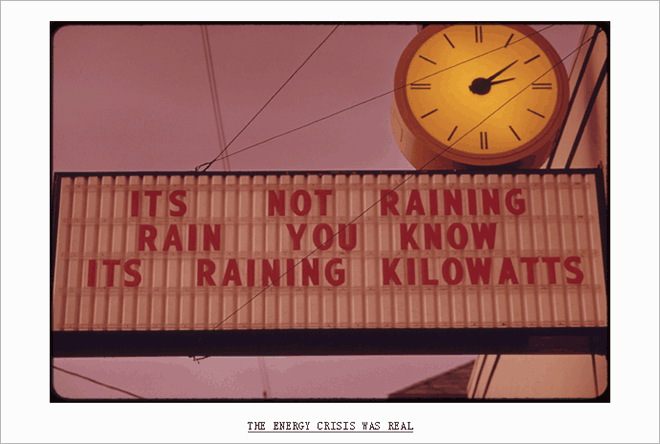 ITS NOT RAINING
RAIN YOU KNOW
ITS RAINING KILOWATTS
THE ENERGY CRISIS WAS REAL